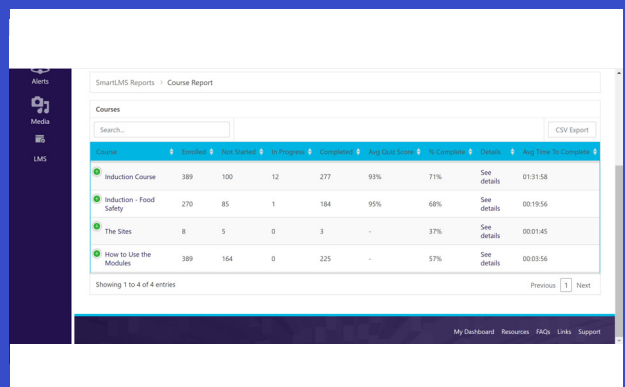 Alerts
Media
LMS
SmartLMS Reports > Course Report
Courses
Search...
CSV Export
Course Enrolled Not Started In Progress Completed Avg Quiz Score % Complete Details Avg Time To Complete
Induction Course 389 100 12 277 93% 71% See details 01:31:58
Induction - Food Safety 270 85 1 184 95% 68% See details 00:19:56
The Sites 8 5 0 3 - 37% See details 00:01:45
How to Use the Modules 389 164 0 225 - 57% See details 00:03:56
Showing 1 to 4 of 4 entries
Previous 1 Next
My Dashboard Resources FAQs Links Support